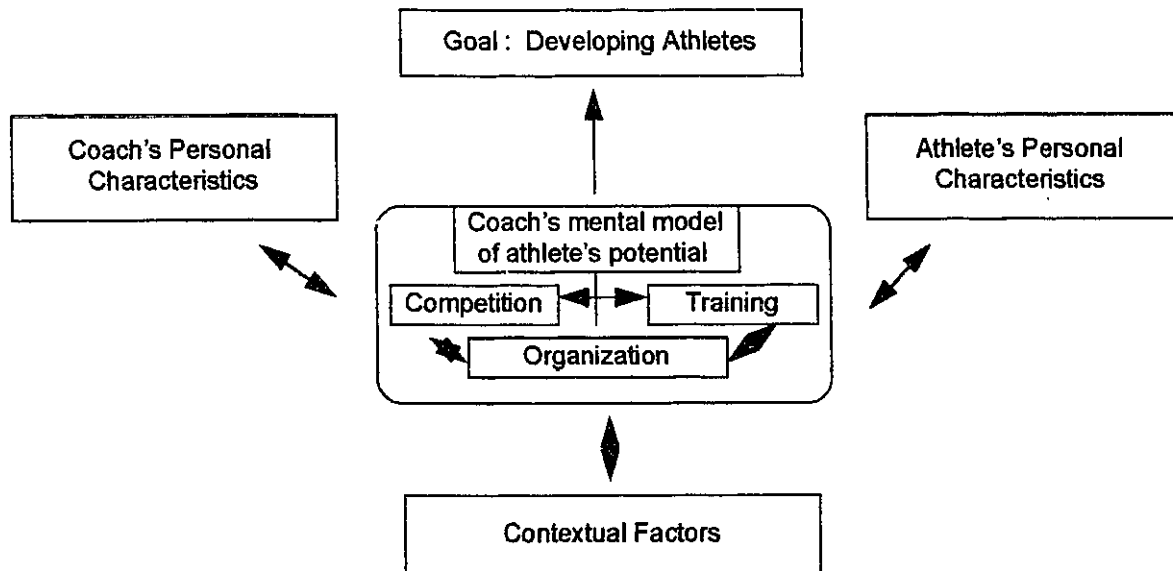 Goal : Developing Athletes
Coach's Personal
Characteristics
Athlete's Personal
Characteristics
Coach's mental model
of athlete's potential
Competition
Training
Organization
Contextual Factors